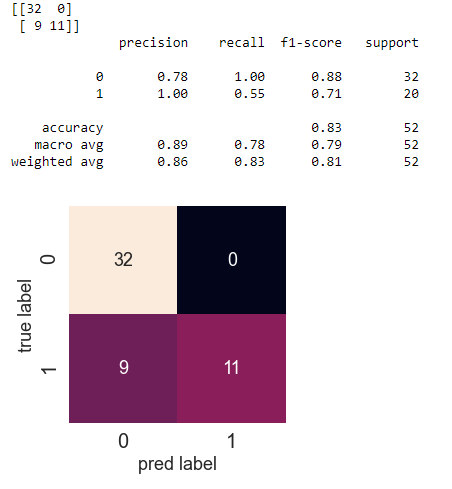 [[32  0]
 [ 9 11]]
              precision    recall  f1-score   support

           0       0.78      1.00      0.88        32
           1       1.00      0.55      0.71        20

    accuracy                           0.83        52
   macro avg       0.89      0.78      0.79        52
weighted avg       0.86      0.83      0.81        52

true label
0 32 0
1 9 11
0 1
pred label